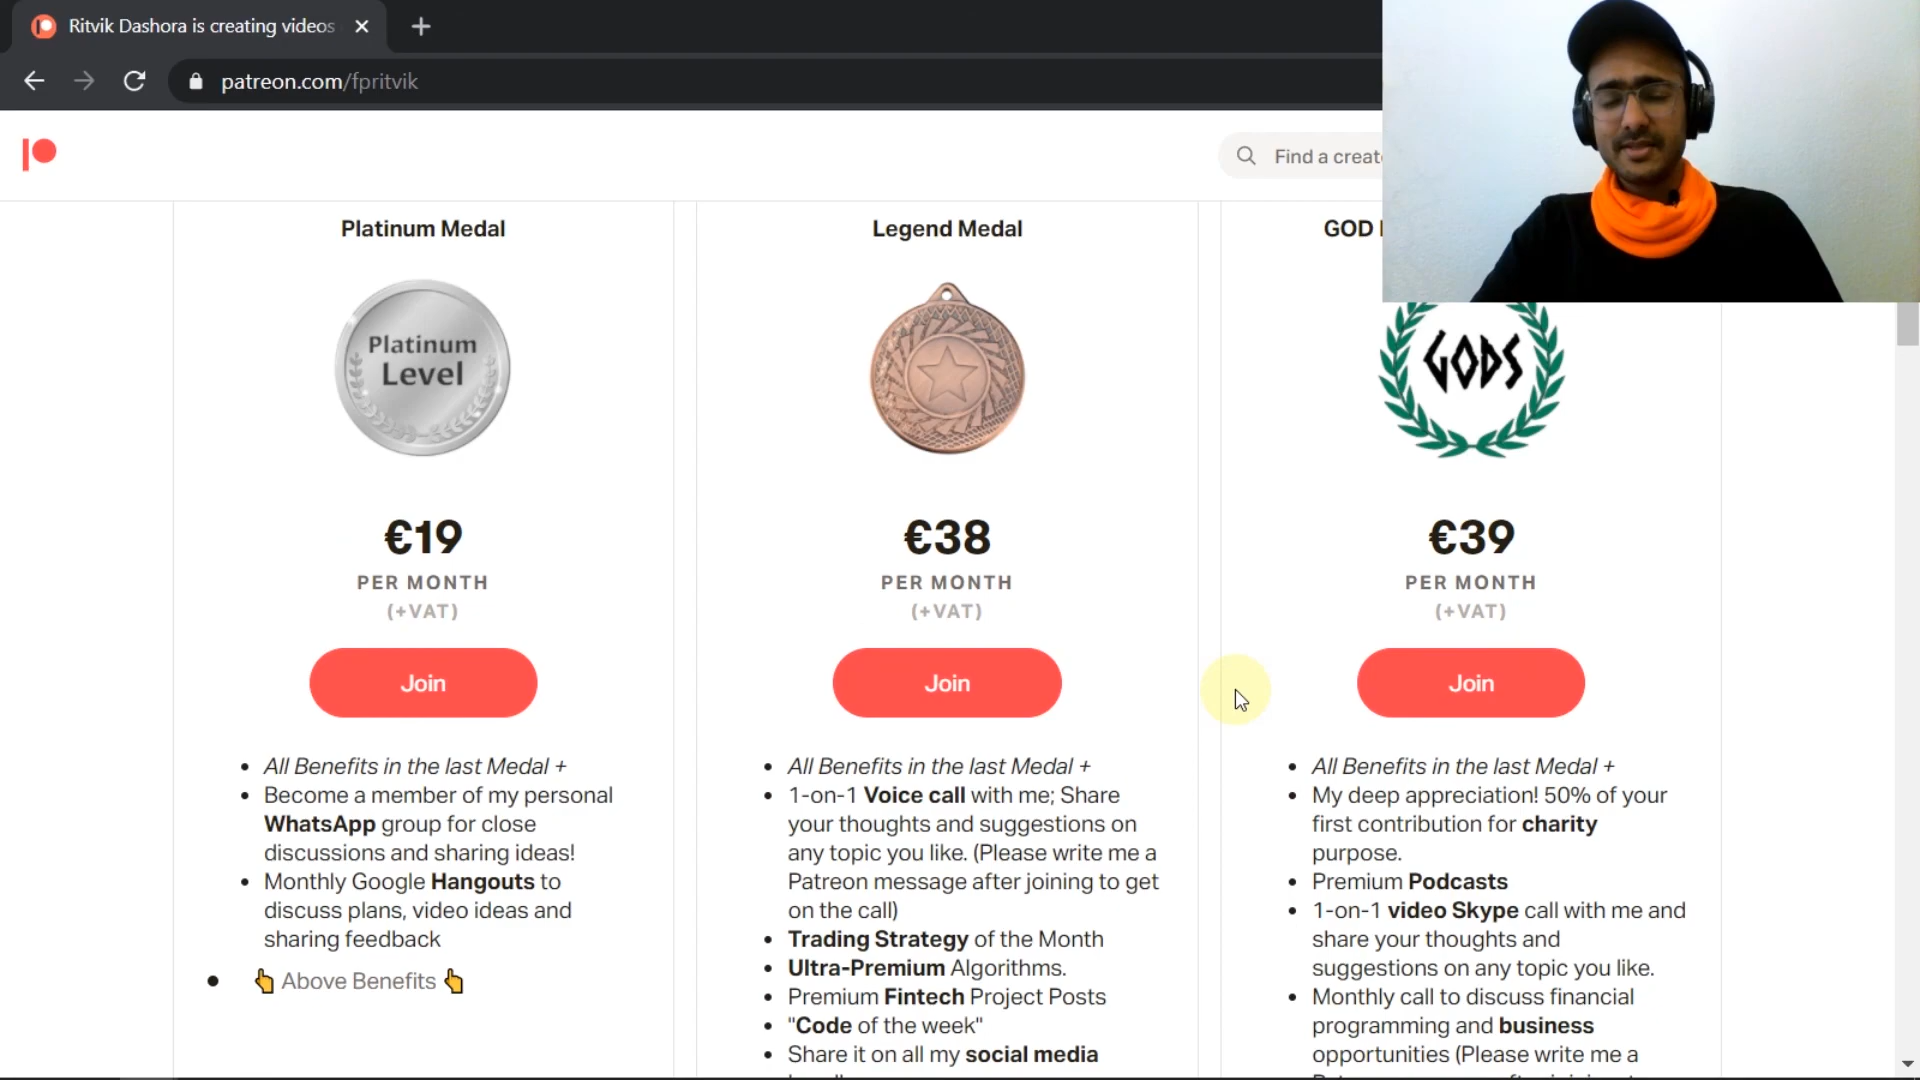 Ritvik Dashora is creating videos
patreon.com/fpritvik
Find a creat
Platinum Medal
Legend Medal
GOD
Platinum
Level
GODS
€19
PER MONTH
(+VAT)
Join
All Benefits in the last Medal +
Become a member of my personal
WhatsApp group for close
discussions and sharing ideas!
Monthly Google Hangouts to
discuss plans, video ideas and
sharing feedback
👆 Above Benefits 👆
€38
PER MONTH
(+VAT)
Join
All Benefits in the last Medal +
1-on-1 Voice call with me; Share
your thoughts and suggestions on
any topic you like. (Please write me a
Patreon message after joining to get
on the call)
Trading Strategy of the Month
Ultra-Premium Algorithms.
Premium Fintech Project Posts
"Code of the week"
Share it on all my social media
€39
PER MONTH
(+VAT)
Join
All Benefits in the last Medal +
My deep appreciation! 50% of your
first contribution for charity
purpose.
Premium Podcasts
1-on-1 video Skype call with me and
share your thoughts and
suggestions on any topic you like.
Monthly call to discuss financial
programming and business
opportunities (Please write me a